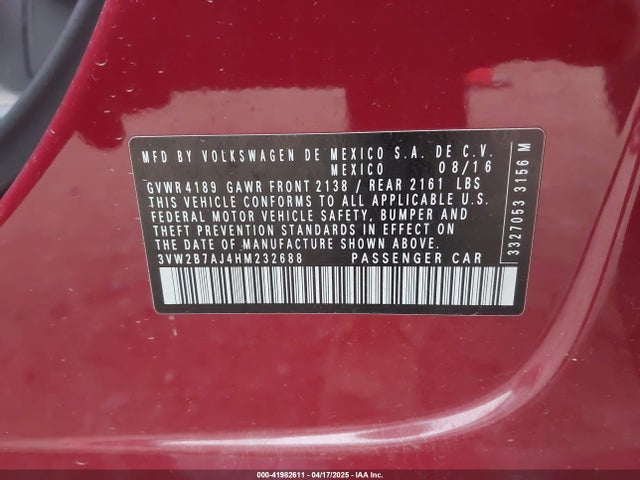 MFD BY VOLKSWAGEN DE MEXICO S.A. DE C.V.
MEXICO 08/16
GVWR 4189 GAWR FRONT 2138 / REAR 2161 LBS
THIS VEHICLE CONFORMS TO ALL APPLICABLE U.S.
FEDERAL MOTOR VEHICLE SAFETY, BUMPER AND
THEFT PREVENTION STANDARDS IN EFFECT ON
THE DATE OF MANUFACTURE SHOWN ABOVE.
3VW2B7AJ4HM232688 PASSENGER CAR
3327053 3156 M
000-41982611 - 04/17/2025 - IAA Inc.